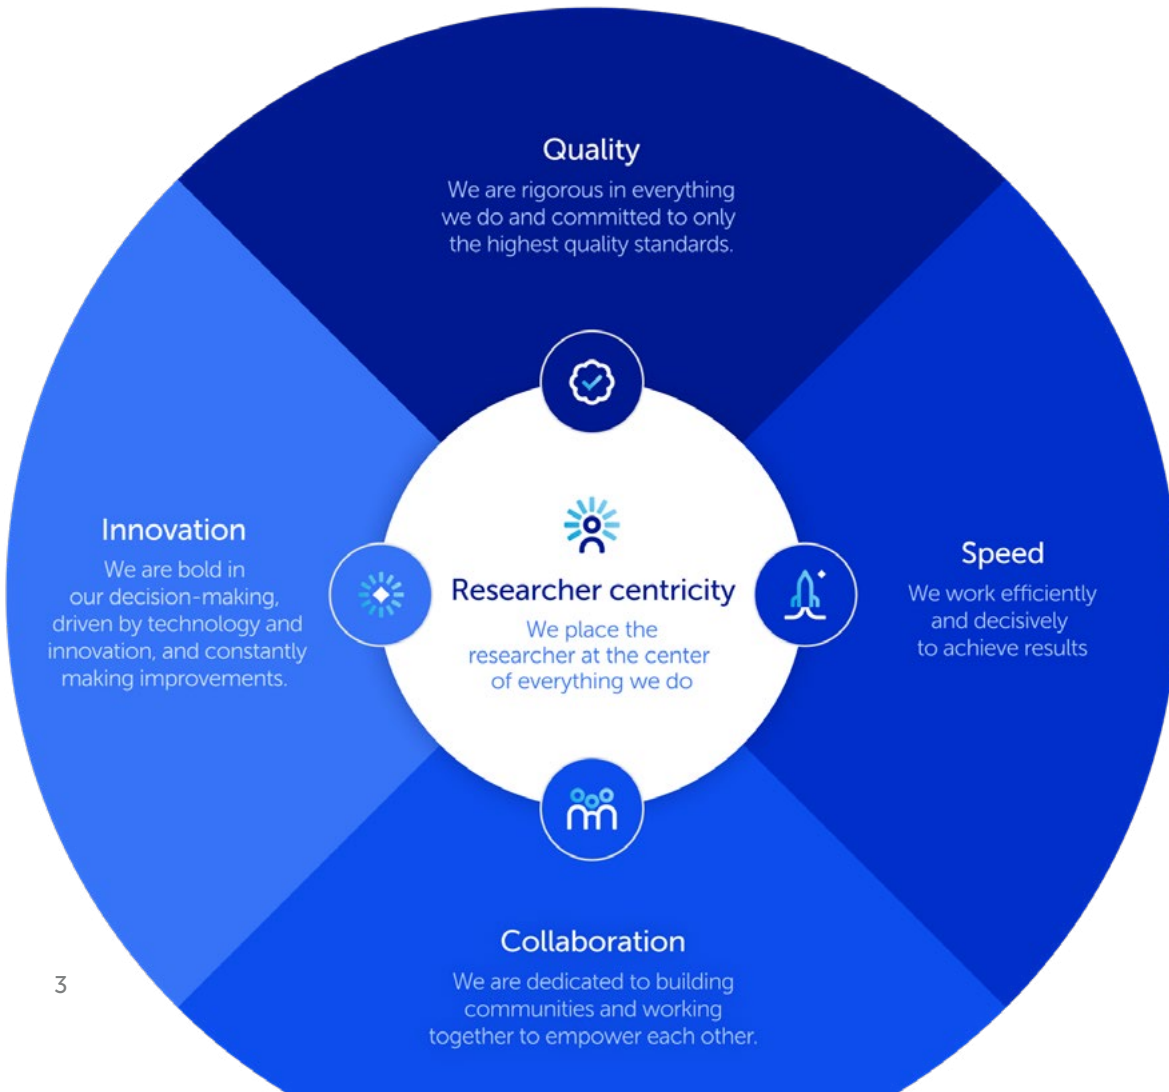 Quality
We are rigorous in everything
we do and committed to only
the highest quality standards.
Innovation
We are bold in
our decision-making,
driven by technology and
innovation, and constantly
making improvements.
Researcher centricity
We place the
researcher at the center
of everything we do
Speed
We work efficiently
and decisively
to achieve results
Collaboration
We are dedicated to building
communities and working
together to empower each other.
3